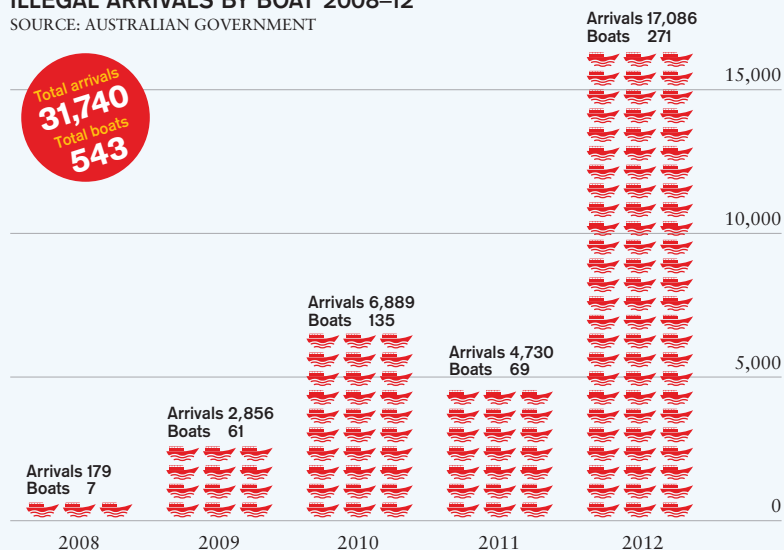 ILLEGAL ARRIVALS BY BOAT 2008–12
SOURCE: AUSTRALIAN GOVERNMENT
Total arrivals
31,740
Total boats
543
Arrivals 179
Boats 7
Arrivals 2,856
Boats 61
Arrivals 6,889
Boats 135
Arrivals 4,730
Boats 69
Arrivals 17,086
Boats 271
15,000
10,000
5,000
0
2008 2009 2010 2011 2012